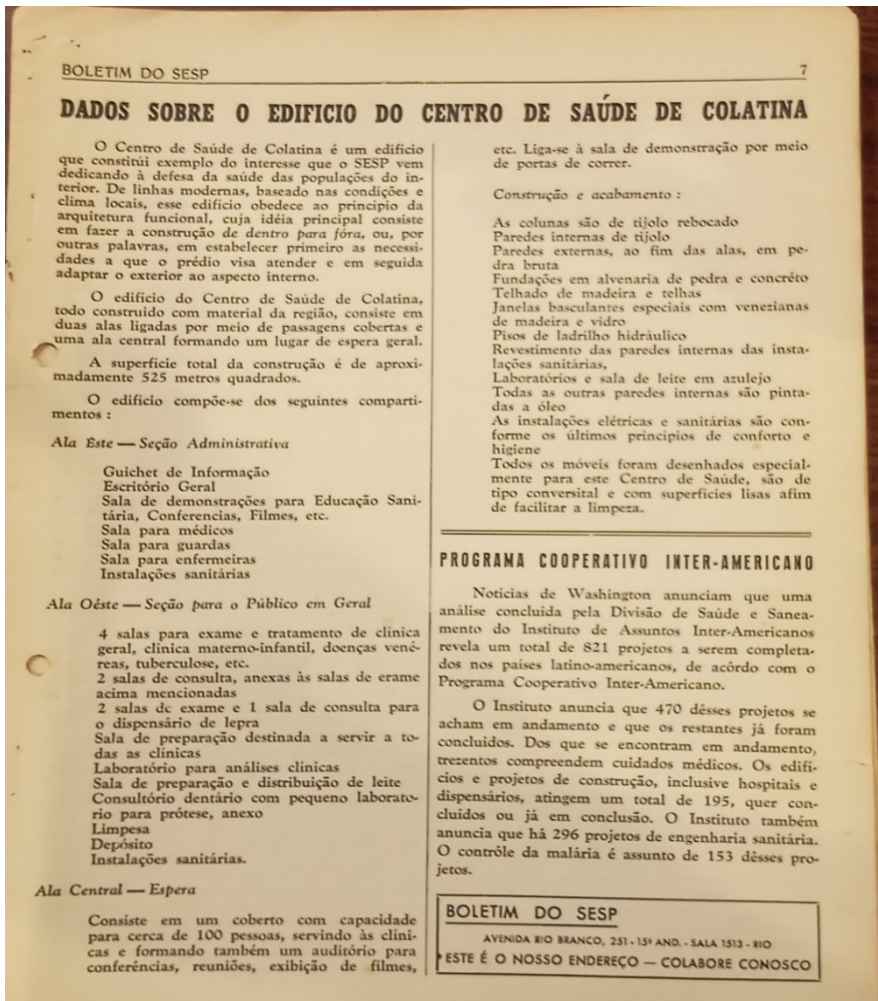 BOLETIM DO SESP
7
DADOS SOBRE O EDIFICIO DO CENTRO DE SAÚDE DE COLATINA
O Centro de Saúde de Colatina é um edifício
que constitúi exemplo do interesse que o SESP vem
dedicando à defesa da saúde das populações do in-
terior. De linhas modernas, baseado nas condições e
clima locais, esse edifício obedece ao princípio da
arquitetura funcional, cuja idéia principal consiste
em fazer a construção de dentro para fóra, ou, por
outras palavras, em estabelecer primeiro as necessi-
dades a que o prédio visa atender e em seguida
adaptar o exterior ao aspecto interno.
O edifício do Centro de Saúde de Colatina,
todo construido com material da região, consiste em
duas alas ligadas por meio de passagens cobertas e
uma ala central formando um lugar de espera geral.
A superfície total da construção é de aproxi-
madamente 525 metros quadrados.
O edifício compõe-se dos seguintes comparti-
mentos :
Ala Éste — Seção Administrativa
Guichet de Informação
Escritório Geral
Sala de demonstrações para Educação Sani-
tária, Conferencias, Filmes, etc.
Sala para médicos
Sala para guardas
Sala para enfermeiras
Instalações sanitárias
Ala Oéste — Seção para o Público em Geral
4 salas para exame e tratamento de clínica
geral, clinica materno-infantil, doenças vené-
reas, tuberculose, etc.
2 salas de consulta, anexas às salas de erame
acima mencionadas
2 salas de exame e 1 sala de consulta para
o dispensário de lepra
Sala de preparação destinada a servir a to-
das as clínicas
Laboratório para análises clínicas
Sala de preparação e distribuição de leite
Consultório dentário com pequeno laborato-
rio para prótese, anexo
Limpesa
Depósito
Instalações sanitárias.
Ala Central — Espera
Consiste em um coberto com capacidade
para cerca de 100 pessoas, servindo às clíni-
cas e formando também um auditório para
conferências, reuniões, exibição de filmes,
etc. Liga-se à sala de demonstração por meio
de portas de correr.
Construção e acabamento :
As colunas são de tijolo rebocado
Paredes internas de tijolo
Paredes externas, ao fim das alas, em pe-
dra bruta
Fundações em alvenaria de pedra e concréto
Telhado de madeira e telhas
Janelas basculantes especiais com venezianas
de madeira e vidro
Pisos de ladrilho hidráulico
Revestimento das paredes internas das insta-
lações sanitárias,
Laboratórios e sala de leite em azulejo
Todas as outras paredes internas são pinta-
das a óleo
As instalações elétricas e sanitárias são con-
forme os últimos princípios de conforto e
higiene
Todos os móveis foram desenhados especial-
mente para este Centro de Saúde, são de
tipo conversital e com superficies lisas afim
de facilitar a limpeza.
PROGRAMA COOPERATIVO INTER-AMERICANO
Notícias de Washington anunciam que uma
análise concluida pela Divisão de Saúde e Sanea-
mento do Instituto de Assuntos Inter-Americanos
revela um total de 821 projetos a serem completa-
dos nos países latino-americanos, de acôrdo com o
Programa Cooperativo Inter-Americano.
O Instituto anuncia que 470 dêsses projetos se
acham em andamento e que os restantes já foram
concluidos. Dos que se encontram em andamento,
trezentos compreendem cuidados médicos. Os edifí-
cios e projetos de construção, inclusive hospitais e
dispensários, atingem um total de 195, quer con-
cluidos ou já em conclusão. O Instituto também
anuncia que há 296 projetos de engenharia sanitária.
O contrôle da malária é assunto de 153 dêsses pro-
jetos.
BOLETIM DO SESP
AVENIDA RIO BRANCO, 251 - 15º AND. - SALA 1513 - RIO
ESTE É O NOSSO ENDEREÇO — COLABORE CONOSCO